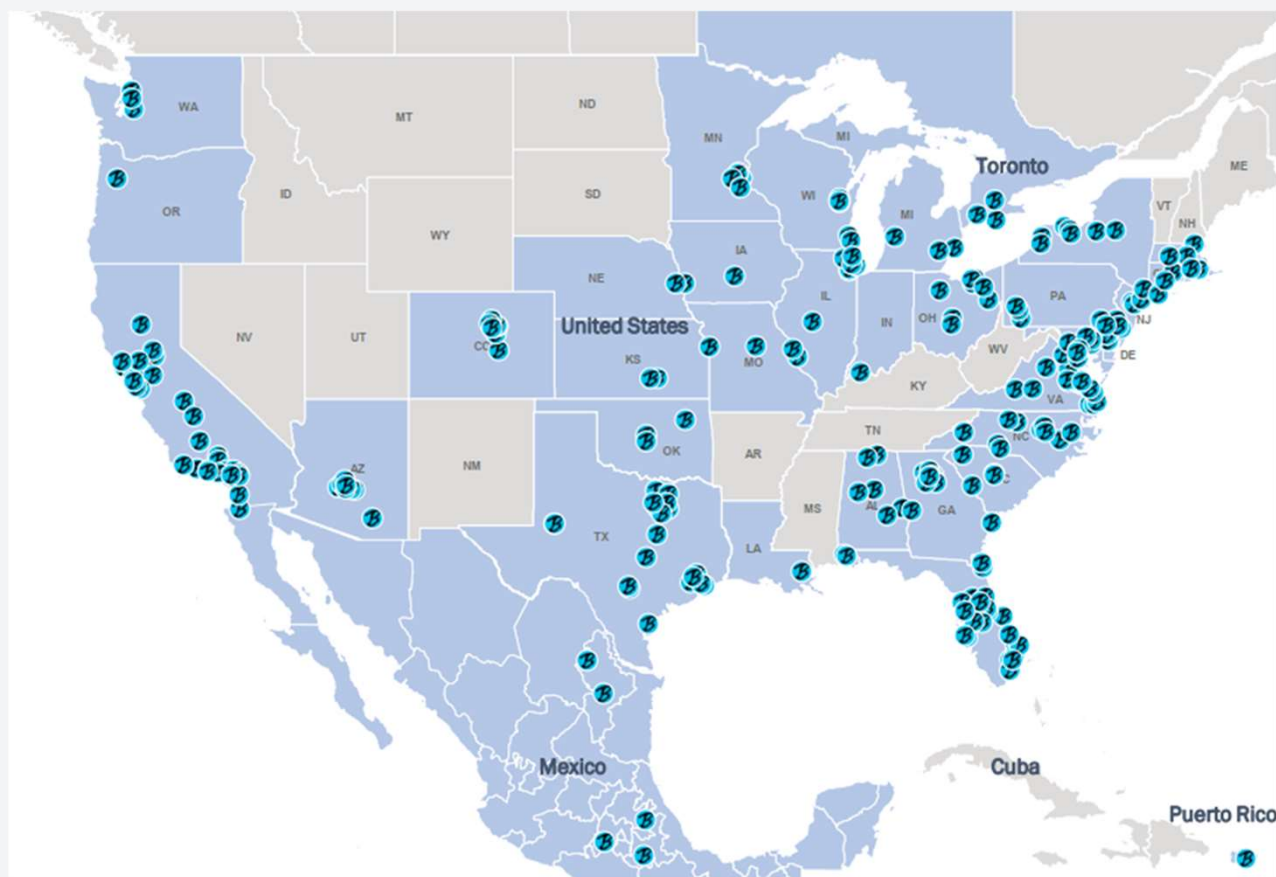 WA
MT
ND
MN
MI
ME
OR
ID
SD
WI
MI
Toronto
VT
NH
WY
IA
NE
IL
IN
OH
PA
NJ
NV
UT
CO
United States
KS
MO
WV
DE
KY
VA
AZ
NM
OK
AR
TN
NC
TX
LA
MS
AL
GA
Mexico
Cuba
Puerto Rico